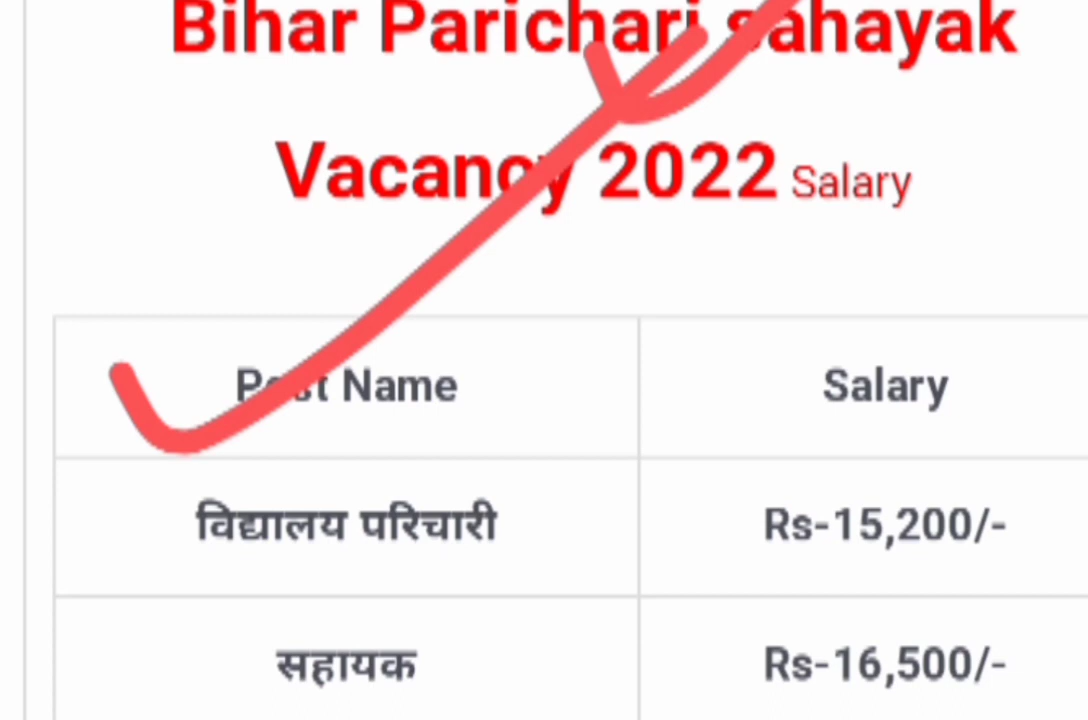 Bihar Parichari sahayak
Vacancy 2022 Salary
Post Name Salary
विद्यालय परिचारी Rs-15,200/-
सहायक Rs-16,500/-